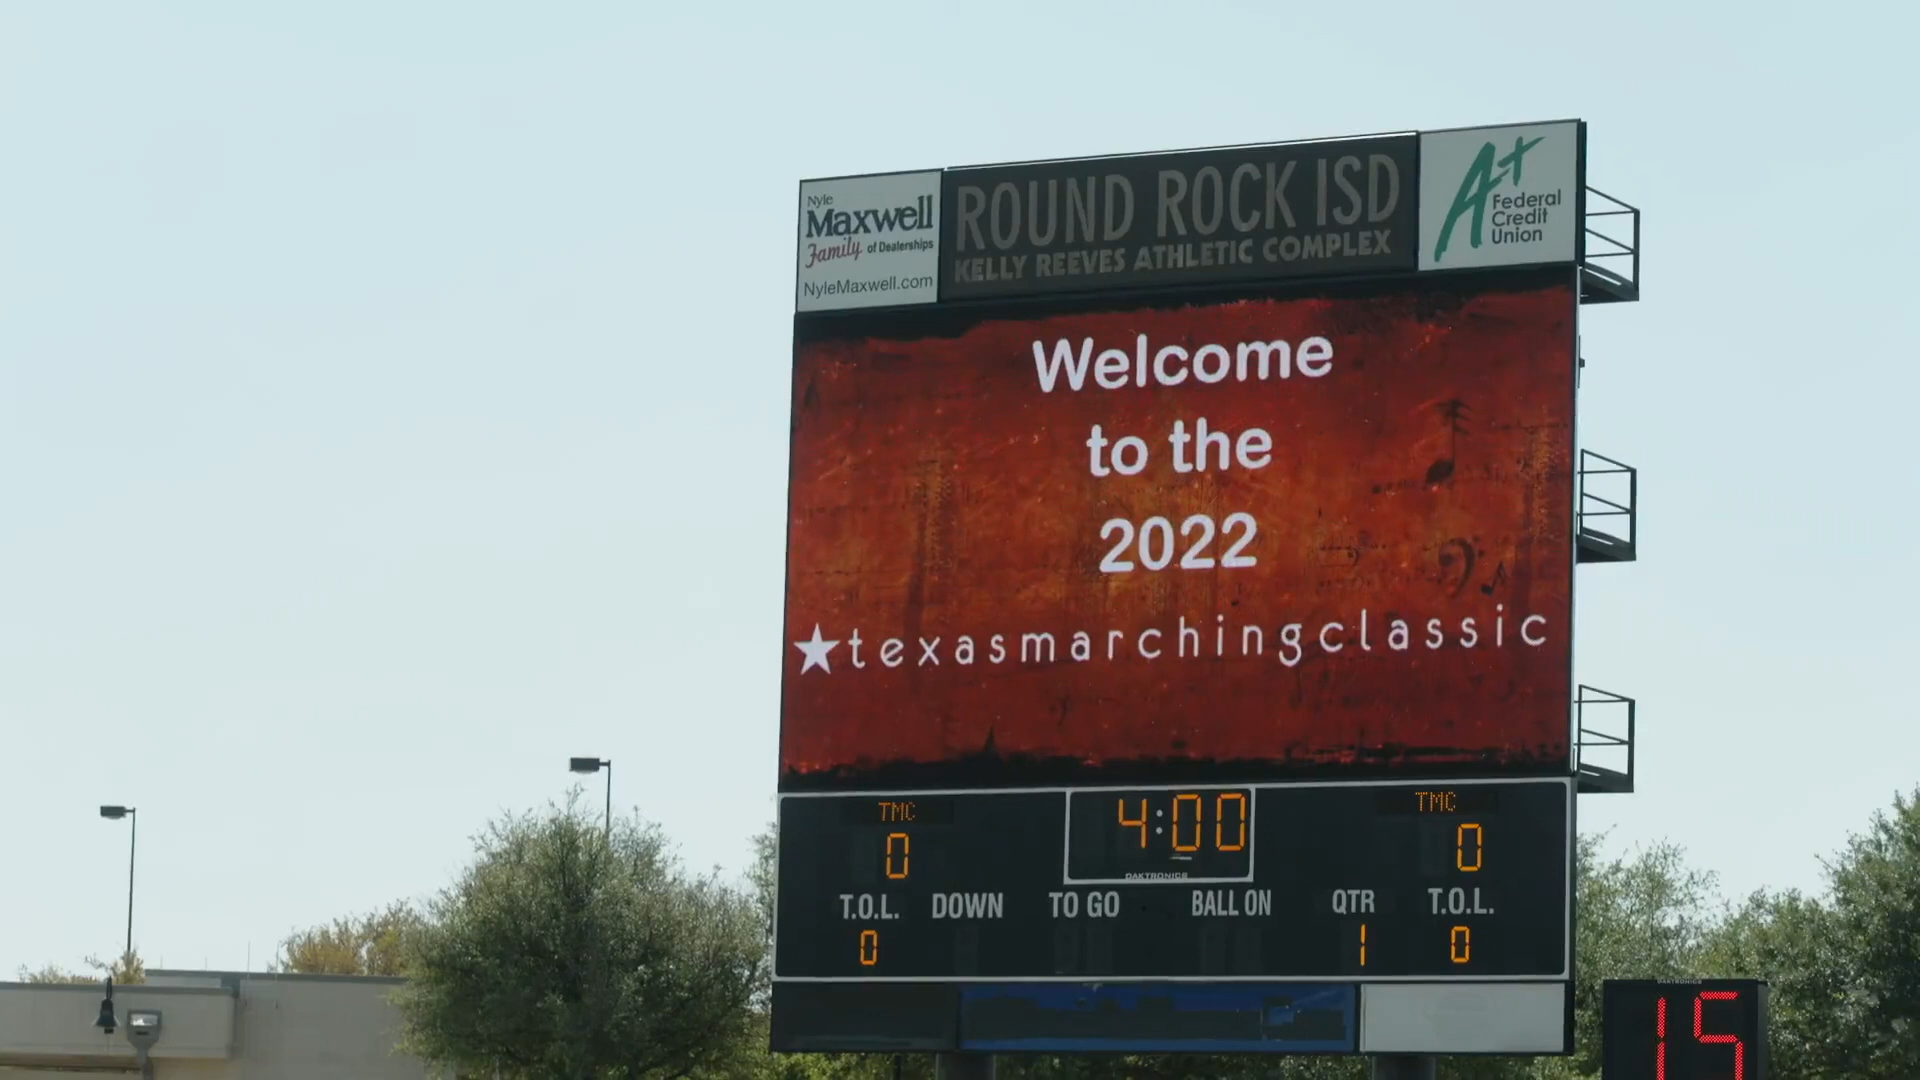 Nyle
Maxwell
Family of Dealerships
NyleMaxwell.com
ROUND ROCK ISD
KELLY REEVES ATHLETIC COMPLEX
A+
Federal
Credit
Union
Welcome
to the
2022
★texasmarchingclassic
TMC
4:00
TMC
0
0
DAKTRONICS
T.O.L. DOWN TO GO BALL ON QTR T.O.L.
0 1 0
DAKTRONICS
15